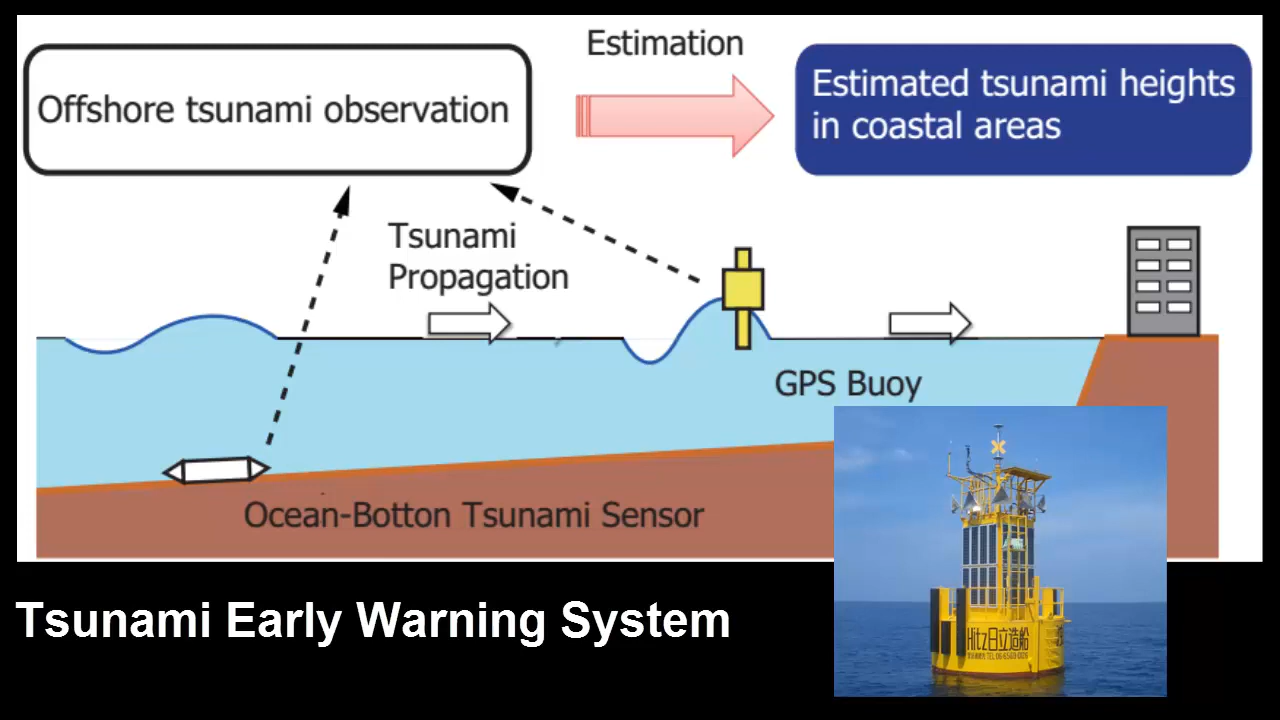 Estimation
Offshore tsunami observation
Estimated tsunami heights
in coastal areas
Tsunami
Propagation
GPS Buoy
Ocean-Botton Tsunami Sensor
Hitz日立造船
Tsunami Early Warning System